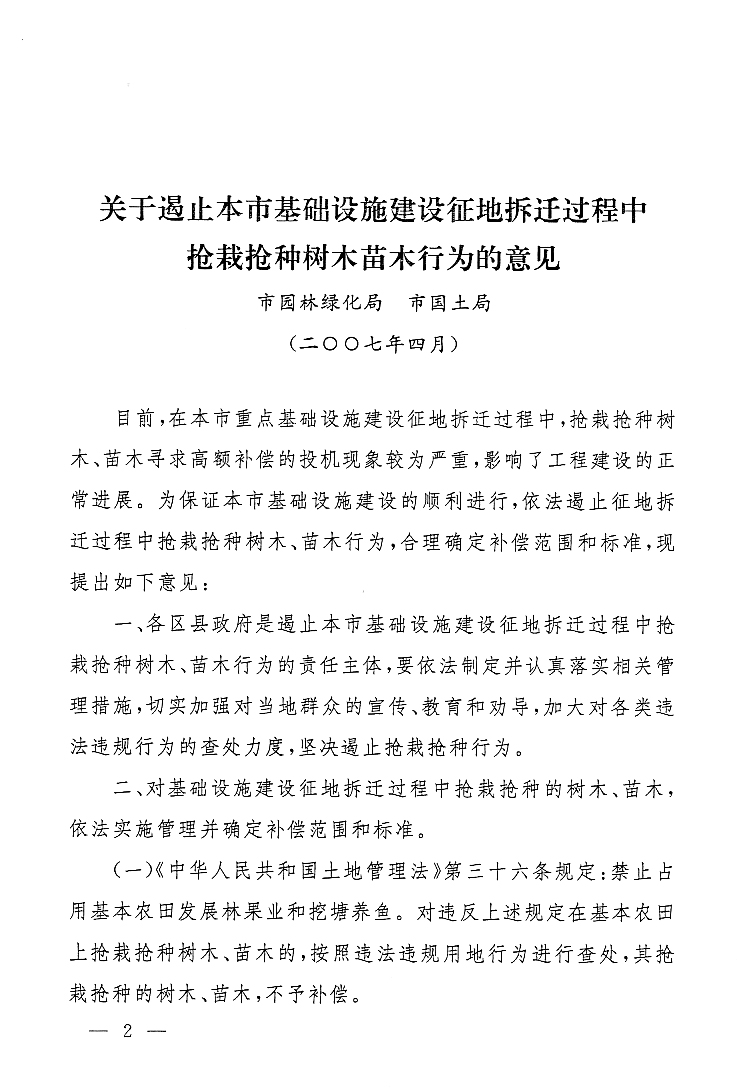 关于遏止本市基础设施建设征地拆迁过程中
抢栽抢种树木苗木行为的意见
市园林绿化局 市国土局
(二〇〇七年四月)
目前,在本市重点基础设施建设征地拆迁过程中,抢栽抢种树
木、苗木寻求高额补偿的投机现象较为严重,影响了工程建设的正
常进展。为保证本市基础设施建设的顺利进行,依法遏止征地拆
迁过程中抢栽抢种树木、苗木行为,合理确定补偿范围和标准,现
提出如下意见:
一、各区县政府是遏止本市基础设施建设征地拆迁过程中抢
栽抢种树木、苗木行为的责任主体,要依法制定并认真落实相关管
理措施,切实加强对当地群众的宣传、教育和劝导,加大对各类违
法违规行为的查处力度,坚决遏止抢栽抢种行为。
二、对基础设施建设征地拆迁过程中抢栽抢种的树木、苗木,
依法实施管理并确定补偿范围和标准。
(一)《中华人民共和国土地管理法》第三十六条规定:禁止占
用基本农田发展林果业和挖塘养鱼。对违反上述规定在基本农田
上抢栽抢种树木、苗木的,按照违法违规用地行为进行查处,其抢
栽抢种的树木、苗木,不予补偿。
— 2 —